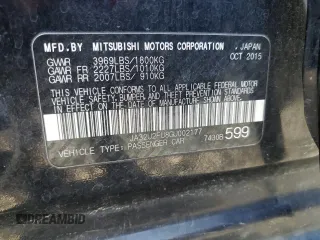 MFD. BY MITSUBISHI MOTORS CORPORATION, JAPAN
GVWR 3969LBS/1800KG OCT 2015
GAWR FR 2227LBS/1010KG
GAWR RR 2007LBS/ 910KG
THIS VEHICLE CONFORMS TO ALL APPLICABLE
FEDERAL MOTOR VEHICLE SAFETY, BUMPER, AND
THEFT PREVENTION STANDARDS IN EFFECT ON
THE DATE OF MANUFACTURE SHOWN ABOVE.
VEHICLE TYPE:PASSENGER CAR 599
DREAMBID